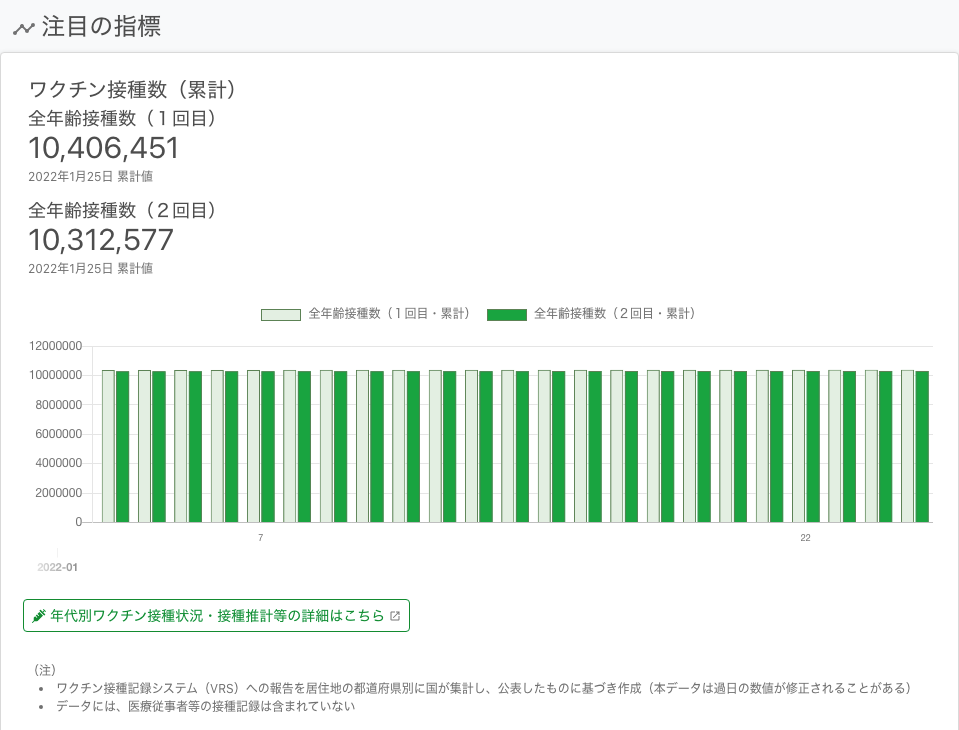 注目の指標
ワクチン接種数（累計）
全年齢接種数（１回目）
10,406,451
2022年1月25日 累計値
全年齢接種数（２回目）
10,312,577
2022年1月25日 累計値
全年齢接種数（１回目・累計） 全年齢接種数（２回目・累計）
12000000
10000000
8000000
6000000
4000000
2000000
0
7 22
2022-01
年代別ワクチン接種状況・接種推計等の詳細はこちら
（注）
• ワクチン接種記録システム（VRS）への報告を居住地の都道府県別に国が集計し、公表したものに基づき作成（本データは過日の数値が修正されることがある）
• データには、医療従事者等の接種記録は含まれていない